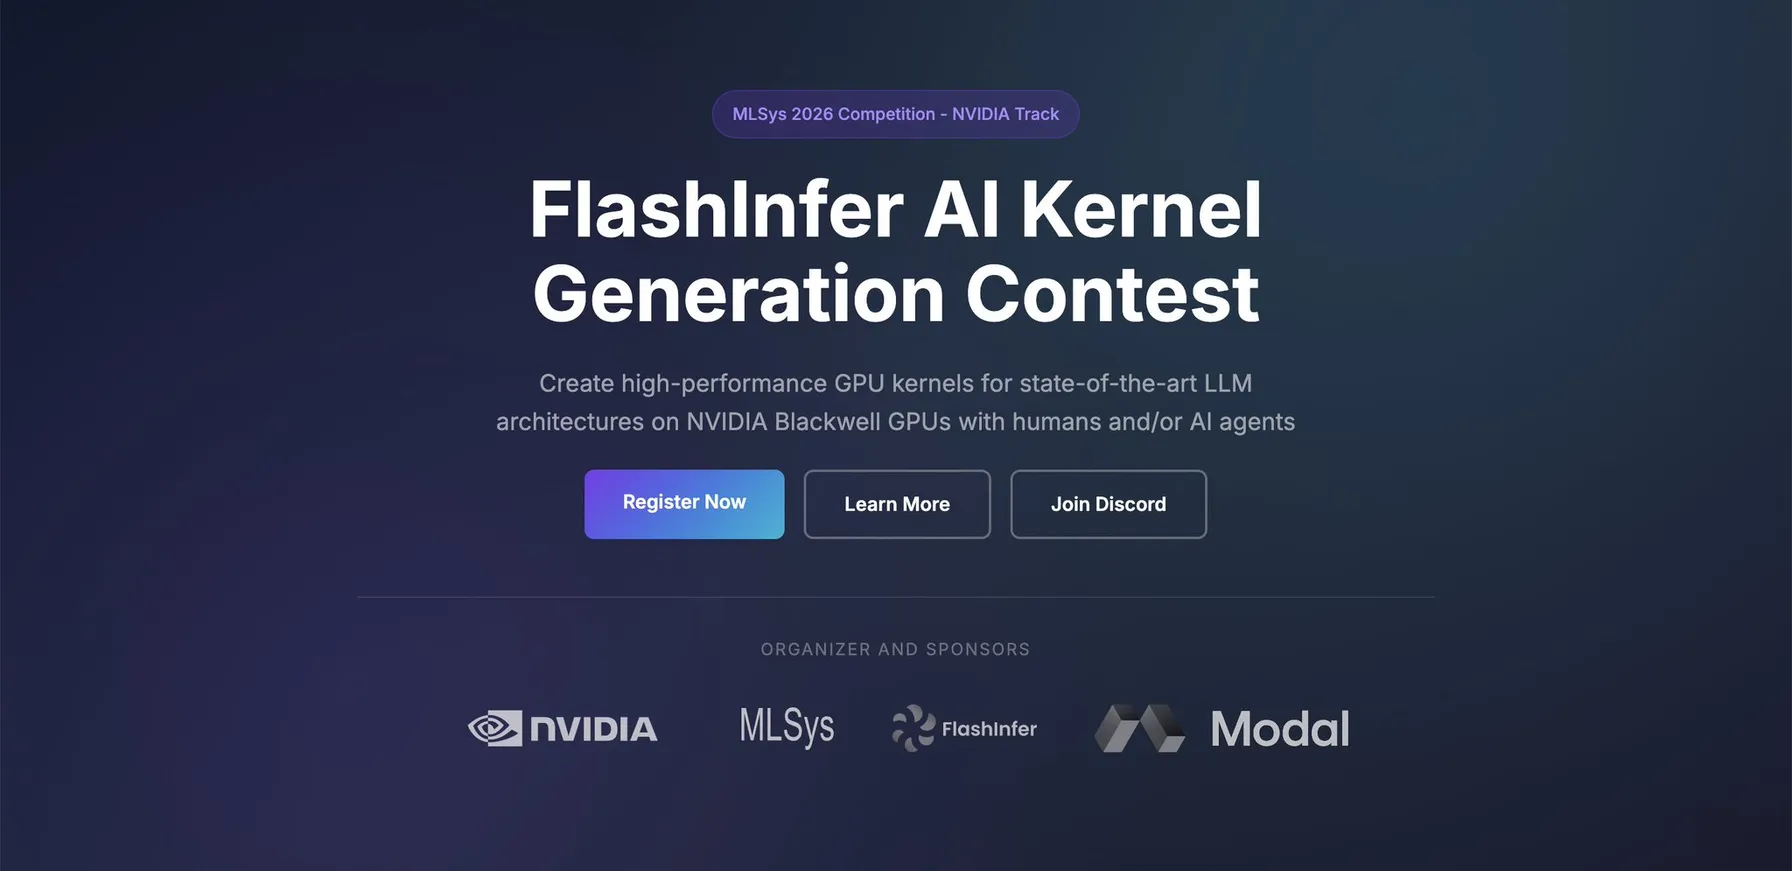 MLSys 2026 Competition - NVIDIA Track
FlashInfer AI Kernel
Generation Contest
Create high-performance GPU kernels for state-of-the-art LLM
architectures on NVIDIA Blackwell GPUs with humans and/or AI agents
Register Now
Learn More
Join Discord
ORGANIZER AND SPONSORS
NVIDIA
MLSys
FlashInfer
Modal